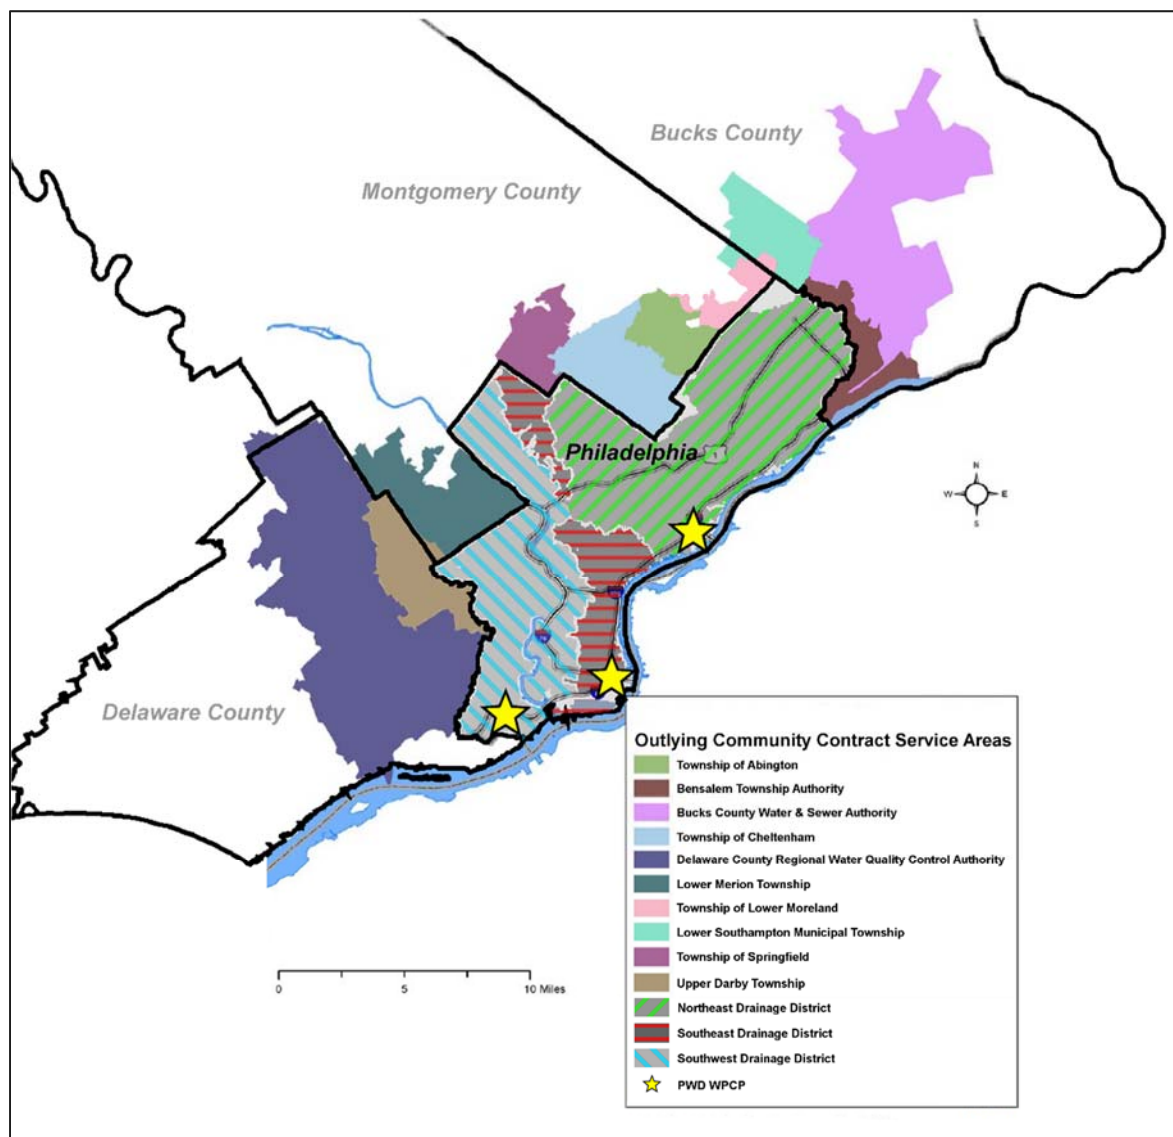 Bucks County
Montgomery County
Philadelphia
1
N
W
E
S
Delaware County
Outlying Community Contract Service Areas
Township of Abington
Bensalem Township Authority
Bucks County Water & Sewer Authority
Township of Cheltenham
Delaware County Regional Water Quality Control Authority
Lower Merion Township
Township of Lower Moreland
Lower Southampton Municipal Township
Township of Springfield
Upper Darby Township
Northeast Drainage District
Southeast Drainage District
Southwest Drainage District
PWD WPCP
0 5 10 Miles